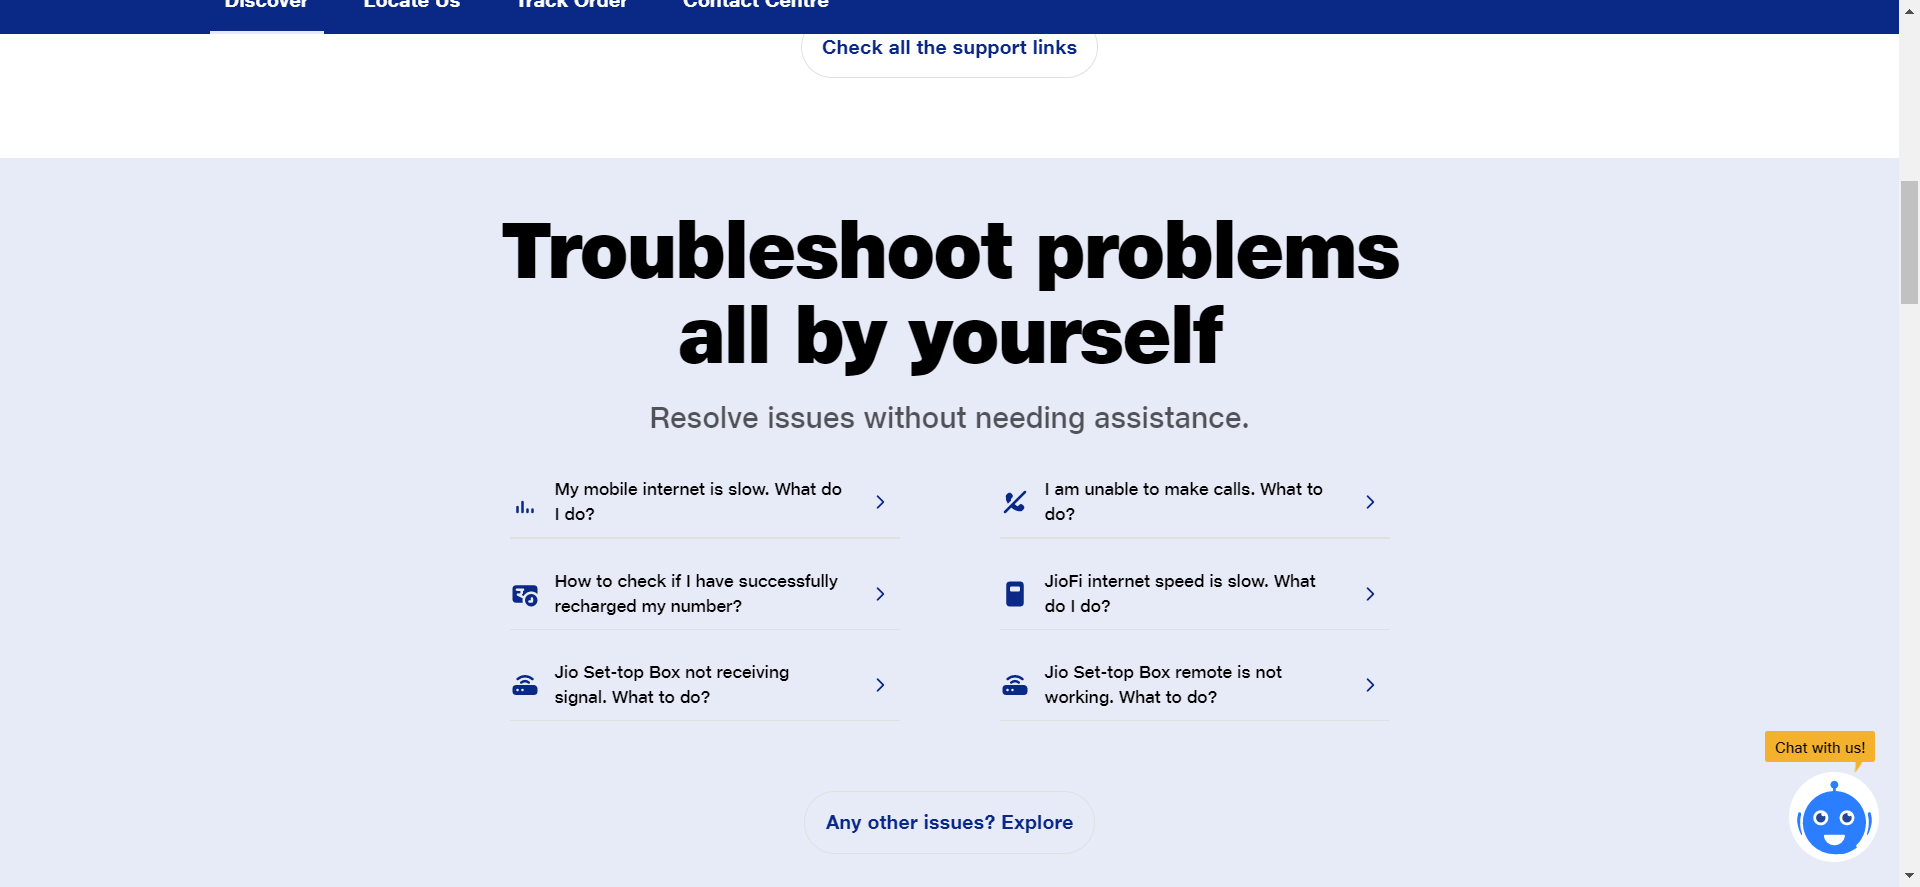 Discover Locate Us Track Order Contact Centre
Check all the support links
Troubleshoot problems
all by yourself
Resolve issues without needing assistance.
My mobile internet is slow. What do
I do?
I am unable to make calls. What to
do?
How to check if I have successfully
recharged my number?
JioFi internet speed is slow. What
do I do?
Jio Set-top Box not receiving
signal. What to do?
Jio Set-top Box remote is not
working. What to do?
Chat with us!
Any other issues? Explore